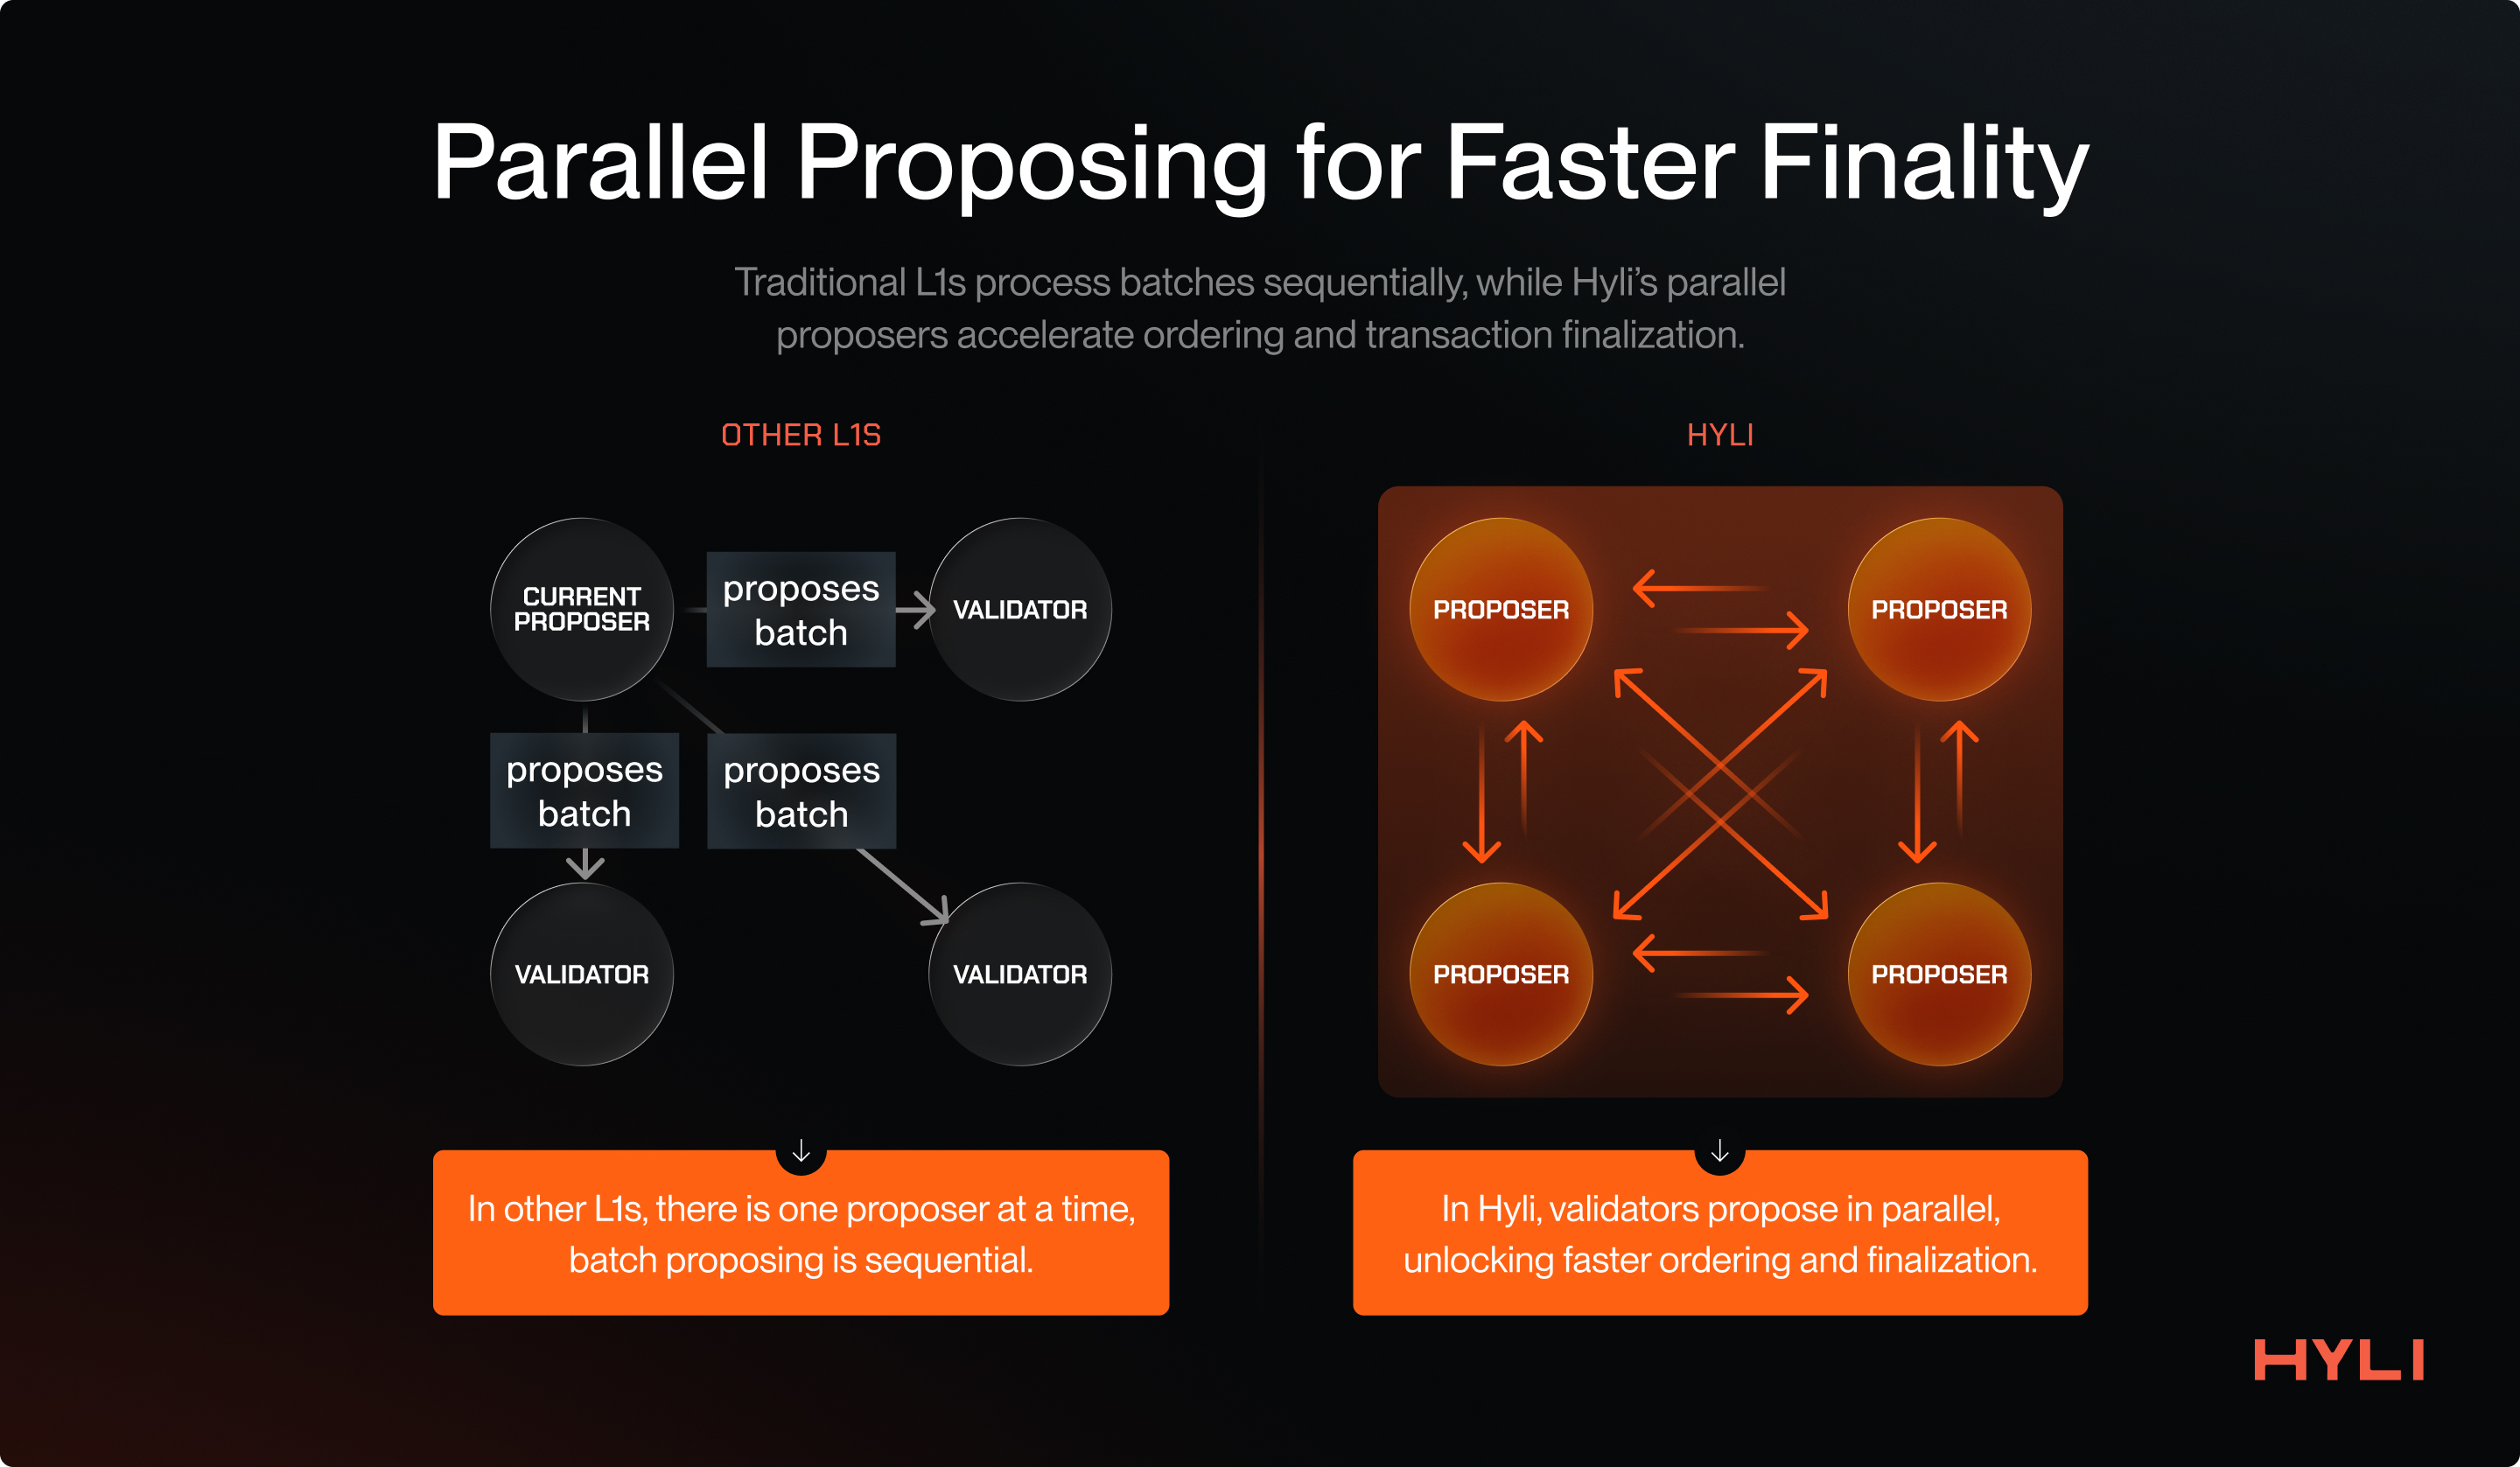 Parallel Proposing for Faster Finality
Traditional L1s process batches sequentially, while Hyli’s parallel
proposers accelerate ordering and transaction finalization.
OTHER L1S
CURRENT
PROPOSER
proposes
batch
VALIDATOR
proposes
batch
proposes
batch
VALIDATOR
VALIDATOR
In other L1s, there is one proposer at a time,
batch proposing is sequential.
HYLI
PROPOSER
PROPOSER
PROPOSER
PROPOSER
In Hyli, validators propose in parallel,
unlocking faster ordering and finalization.
HYLI